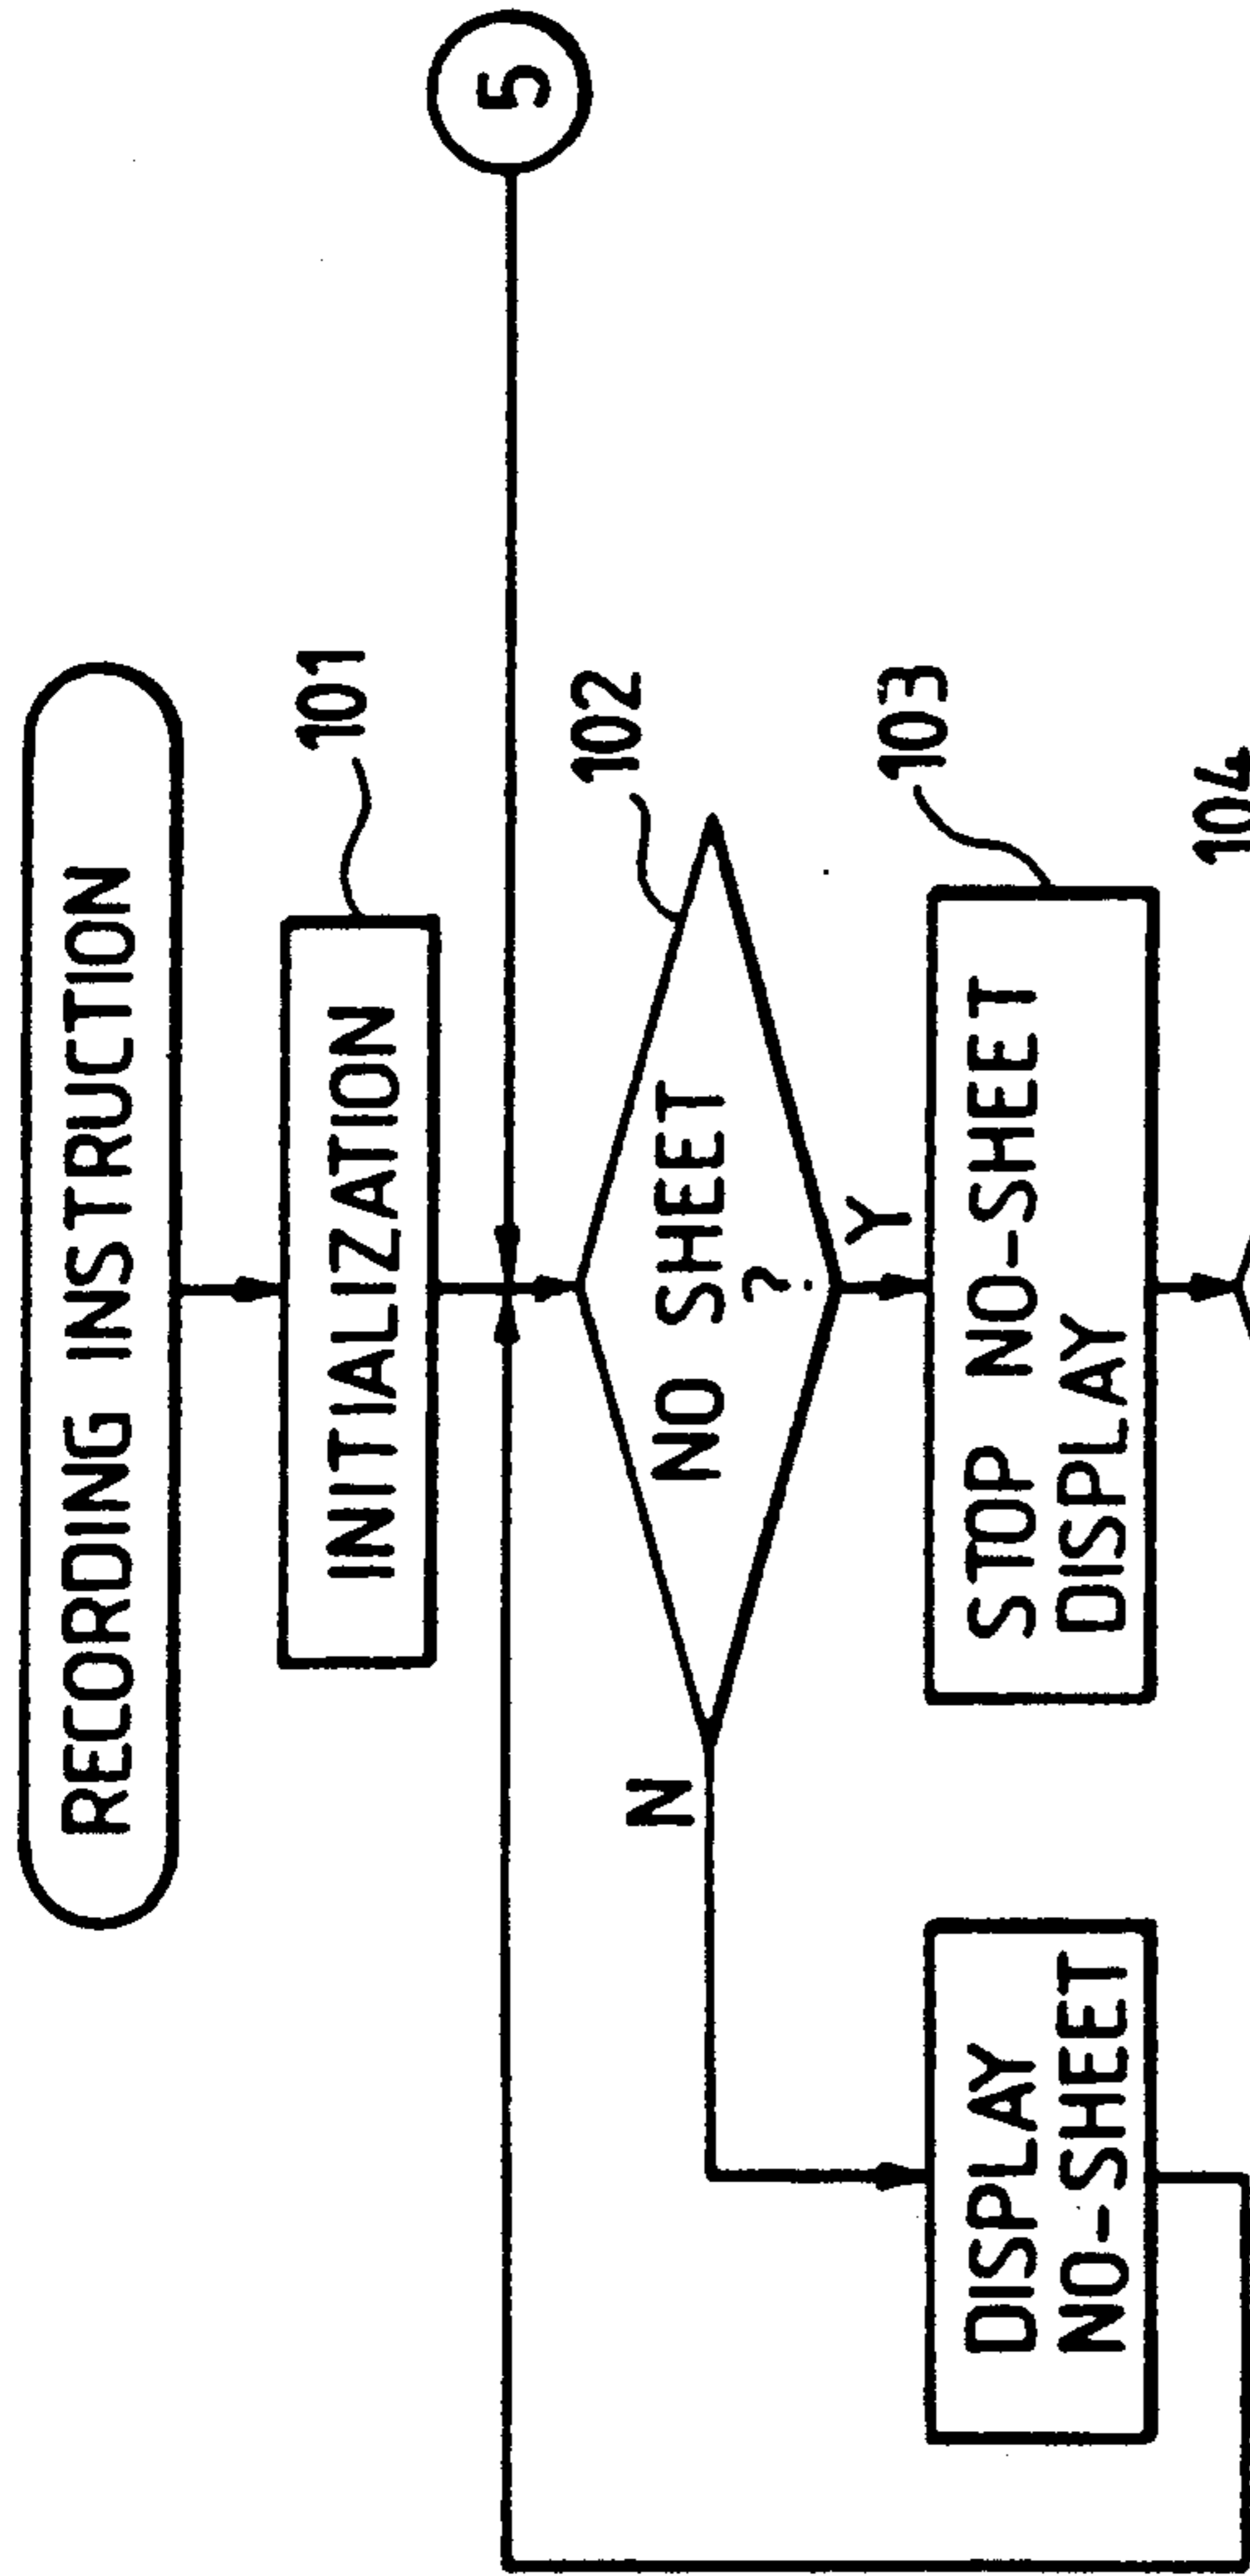 RECORDING INSTRUCTION
INITIALIZATION
101
5
NO SHEET
?
102
N
Y
DISPLAY
NO-SHEET
STOP NO-SHEET
DISPLAY
103
104